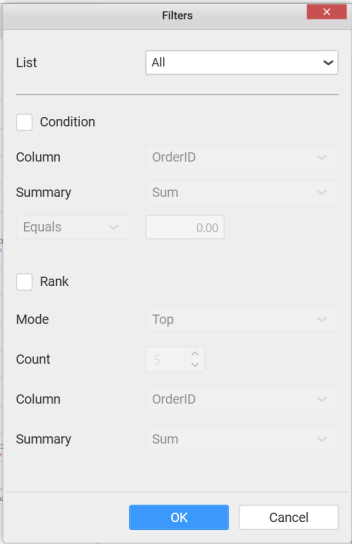 Filters
List All
Condition
Column OrderID
Summary Sum
Equals 0.00
Rank
Mode Top
Count 5
Column OrderID
Summary Sum
OK Cancel